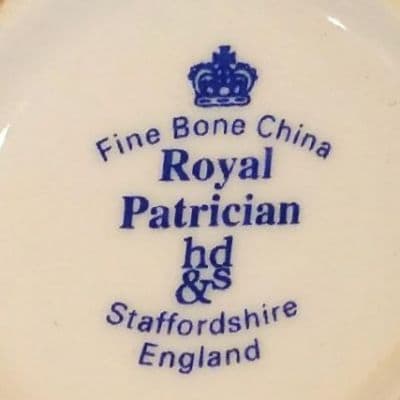 Fine Bone China
Royal
Patrician
hd
&s
Staffordshire
England